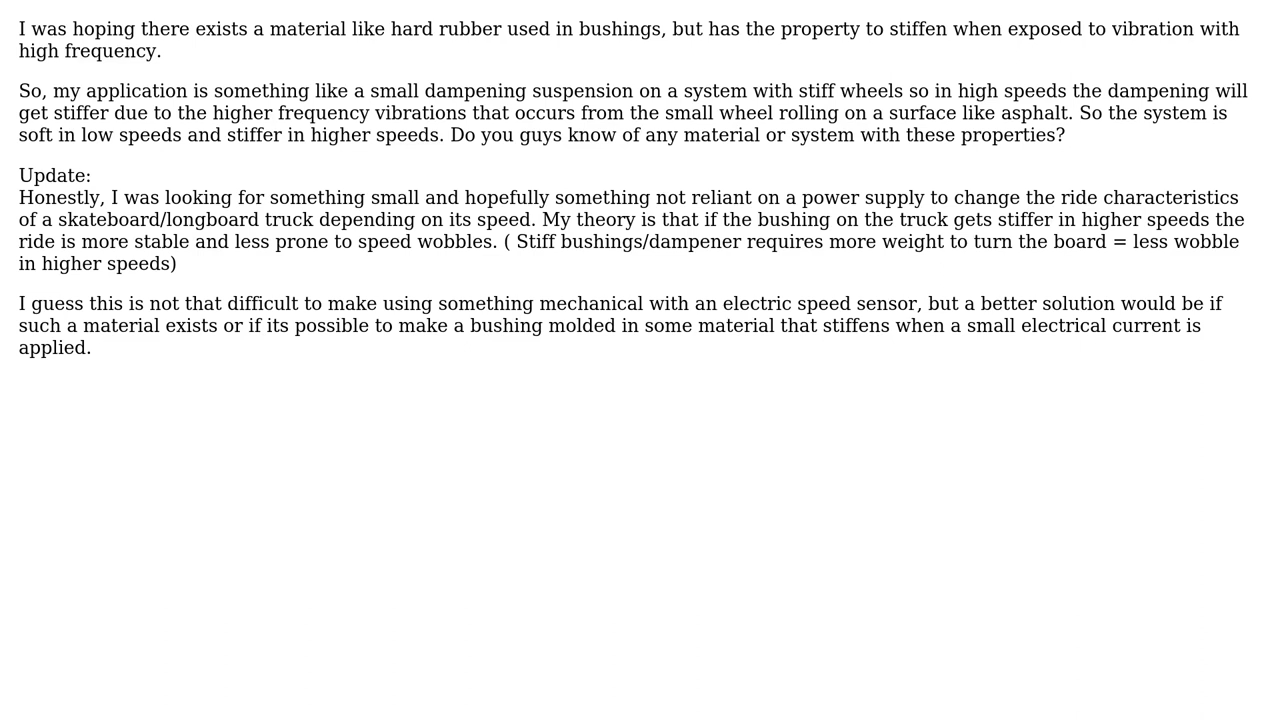 I was hoping there exists a material like hard rubber used in bushings, but has the property to stiffen when exposed to vibration with
high frequency.
So, my application is something like a small dampening suspension on a system with stiff wheels so in high speeds the dampening will
get stiffer due to the higher frequency vibrations that occurs from the small wheel rolling on a surface like asphalt. So the system is
soft in low speeds and stiffer in higher speeds. Do you guys know of any material or system with these properties?
Update:
Honestly, I was looking for something small and hopefully something not reliant on a power supply to change the ride characteristics
of a skateboard/longboard truck depending on its speed. My theory is that if the bushing on the truck gets stiffer in higher speeds the
ride is more stable and less prone to speed wobbles. ( Stiff bushings/dampener requires more weight to turn the board = less wobble
in higher speeds)
I guess this is not that difficult to make using something mechanical with an electric speed sensor, but a better solution would be if
such a material exists or if its possible to make a bushing molded in some material that stiffens when a small electrical current is
applied.